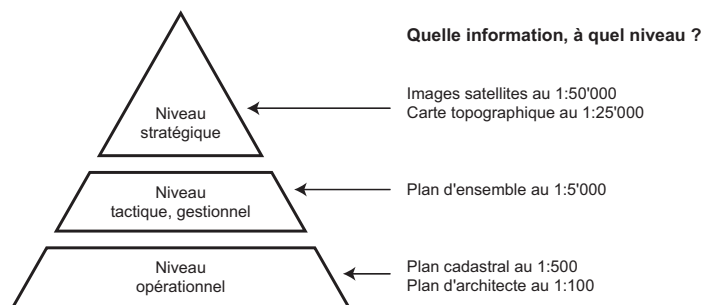 Quelle information, à quel niveau ?
Niveau
stratégique
Images satellites au 1:50'000
Carte topographique au 1:25'000
Niveau
tactique, gestionnel
Plan d'ensemble au 1:5'000
Niveau
opérationnel
Plan cadastral au 1:500
Plan d'architecte au 1:100